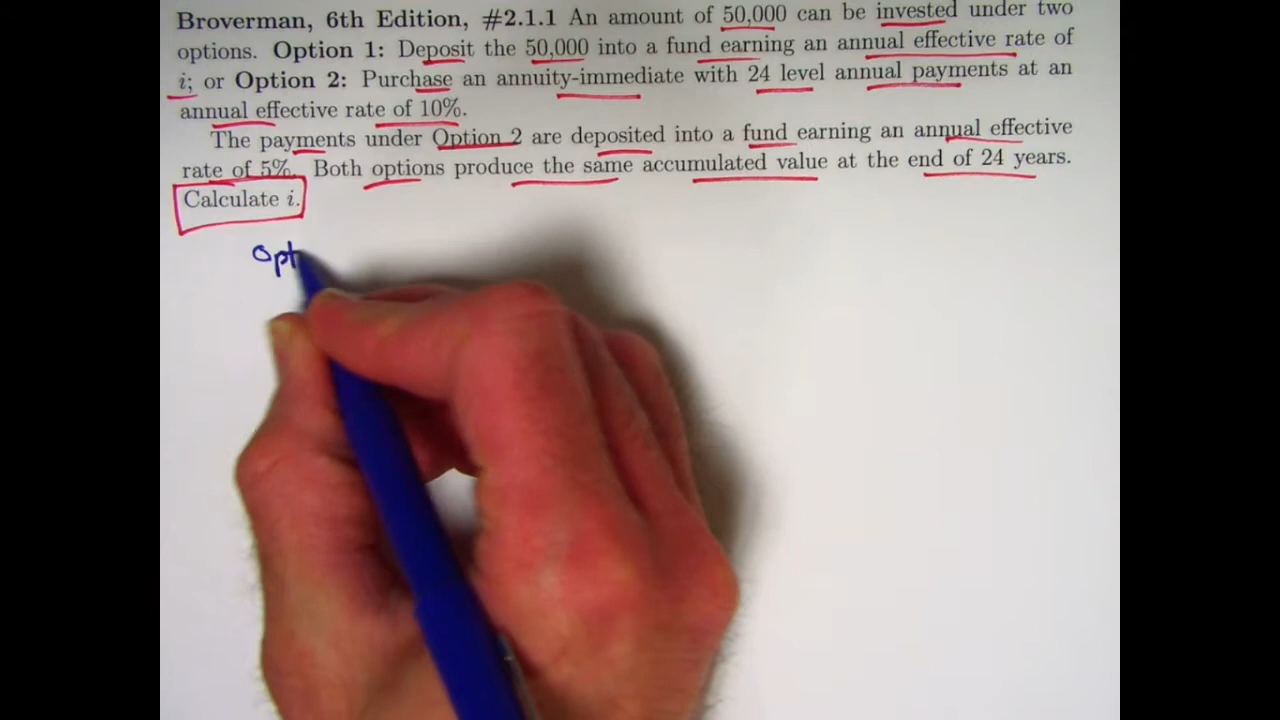 Broverman, 6th Edition, #2.1.1 An amount of 50,000 can be invested under two
options. Option 1: Deposit the 50,000 into a fund earning an annual effective rate of
i; or Option 2: Purchase an annuity-immediate with 24 level annual payments at an
annual effective rate of 10%.
The payments under Option 2 are deposited into a fund earning an annual effective
rate of 5%. Both options produce the same accumulated value at the end of 24 years.
Calculate i.
Opt